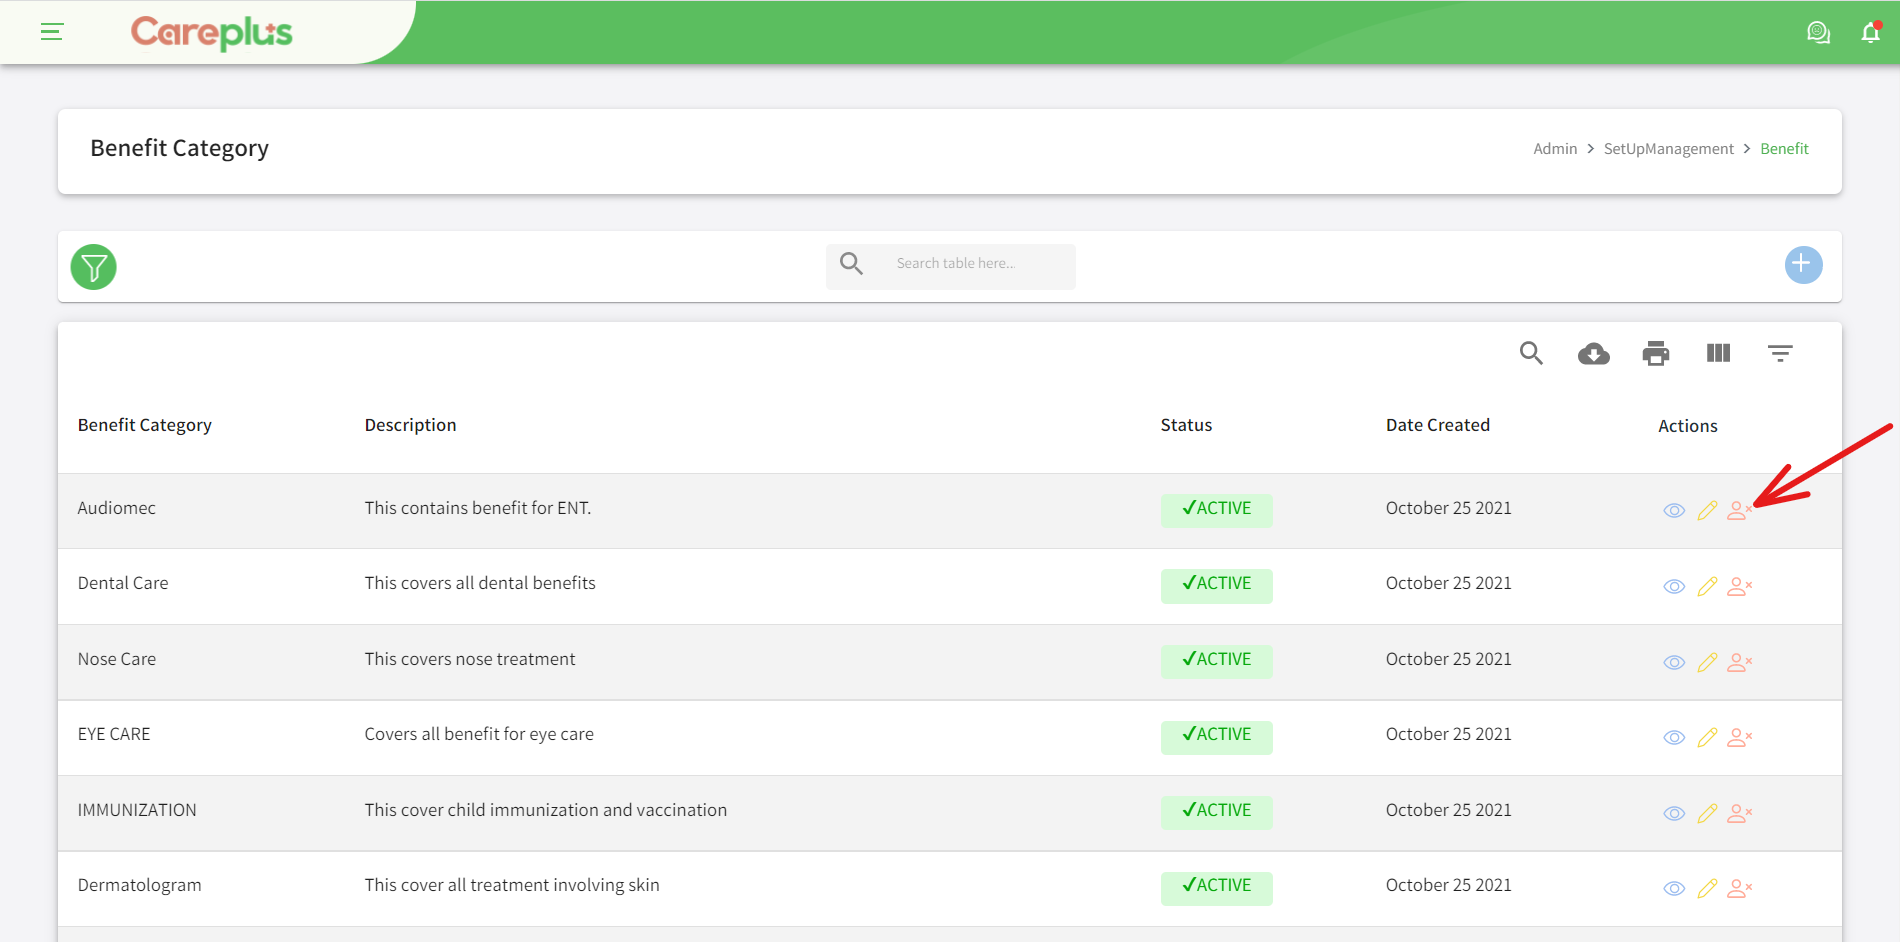 Careplus
Benefit Category
Admin > SetUpManagement > Benefit
Search table here...
Benefit Category Description Status Date Created Actions
Audiomec This contains benefit for ENT. ✓ACTIVE October 25 2021
Dental Care This covers all dental benefits ✓ACTIVE October 25 2021
Nose Care This covers nose treatment ✓ACTIVE October 25 2021
EYE CARE Covers all benefit for eye care ✓ACTIVE October 25 2021
IMMUNIZATION This cover child immunization and vaccination ✓ACTIVE October 25 2021
Dermatologram This cover all treatment involving skin ✓ACTIVE October 25 2021